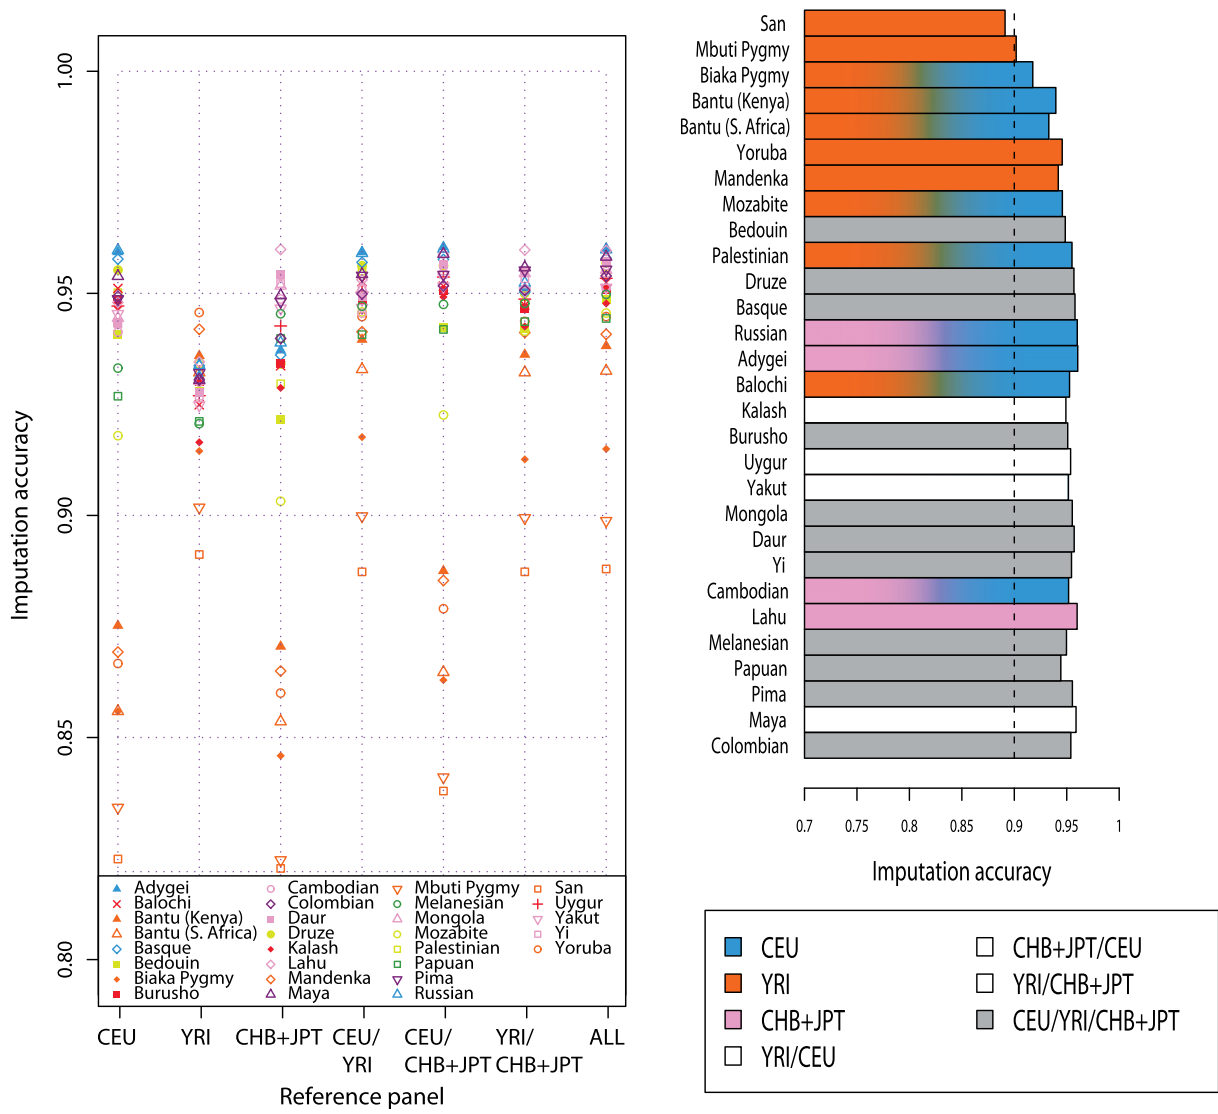 Imputation accuracy
1.00
0.95
0.90
0.85
0.80
Adygei
Balochi
Bantu (Kenya)
Bantu (S. Africa)
Basque
Bedouin
Biaka Pygmy
Burusho
Cambodian
Colombian
Daur
Druze
Kalash
Lahu
Mandenka
Maya
Mbuti Pygmy
Melanesian
Mongola
Mozabite
Palestinian
Papuan
Pima
Russian
San
Uygur
Yakut
Yi
Yoruba
CEU
YRI
CHB+JPT
CEU/
YRI
CEU/
CHB+JPT
YRI/
CHB+JPT
ALL
Reference panel
San
Mbuti Pygmy
Biaka Pygmy
Bantu (Kenya)
Bantu (S. Africa)
Yoruba
Mandenka
Mozabite
Bedouin
Palestinian
Druze
Basque
Russian
Adygei
Balochi
Kalash
Burusho
Uygur
Yakut
Mongola
Daur
Yi
Cambodian
Lahu
Melanesian
Papuan
Pima
Maya
Colombian
0.7 0.75 0.8 0.85 0.9 0.95 1
Imputation accuracy
CEU
YRI
CHB+JPT
YRI/CEU
CHB+JPT/CEU
YRI/CHB+JPT
CEU/YRI/CHB+JPT